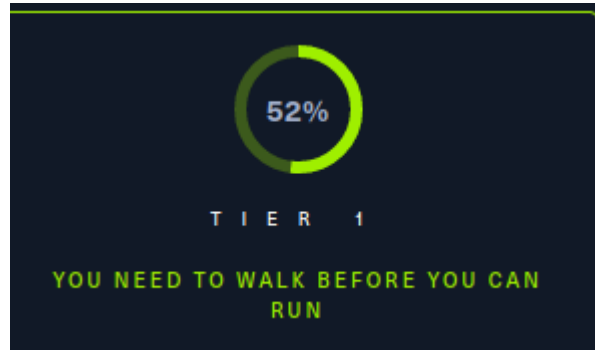 52%
TIER 1
YOU NEED TO WALK BEFORE YOU CAN
RUN